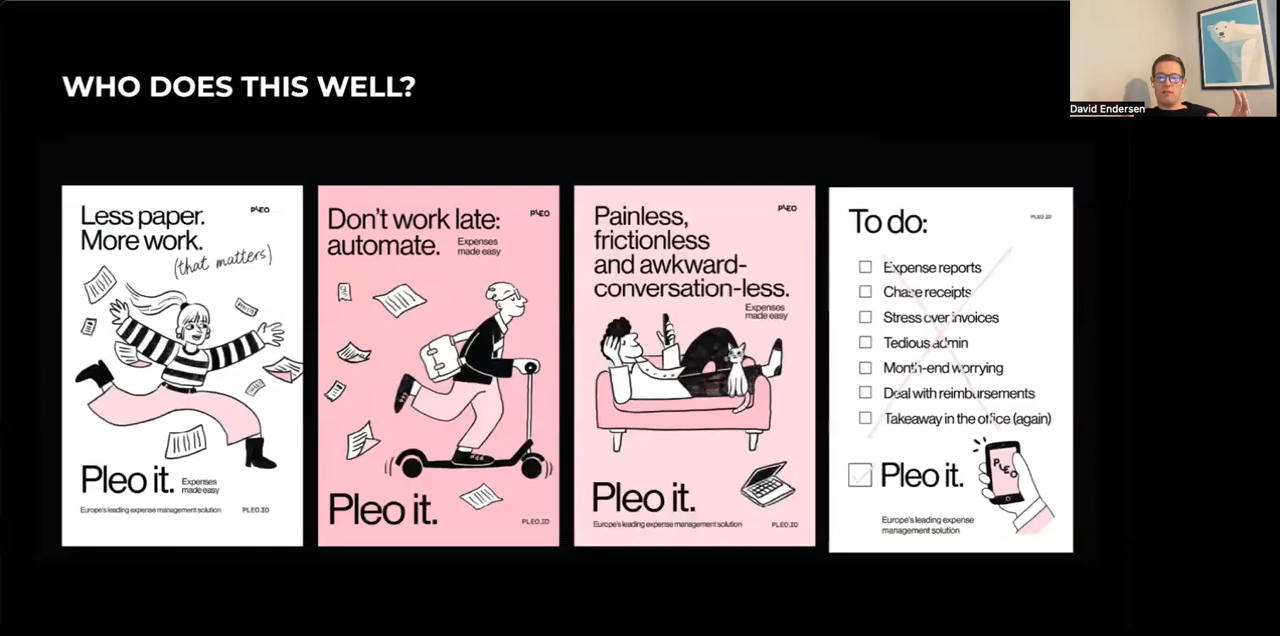 WHO DOES THIS WELL?
David Endersen
Less paper.
More work.
(that matters)
PLEO
Pleo it.
Expenses
made easy
Europe's leading expense management solution
PLEO.IO
Don't work late:
automate.
Expenses
made easy
PLEO
Pleo it.
PLEO.IO
Painless,
frictionless
and awkward-
conversation-less.
PLEO
Expenses
made easy
Pleo it.
Europe's leading expense management solution
PLEO.IO
To do:
PLEO.IO
Expense reports
Chase receipts
Stress over invoices
Tedious admin
Month-end worrying
Deal with reimbursements
Takeaway in the office (again)
Pleo it.
PLEO
Europe's leading expense
management solution